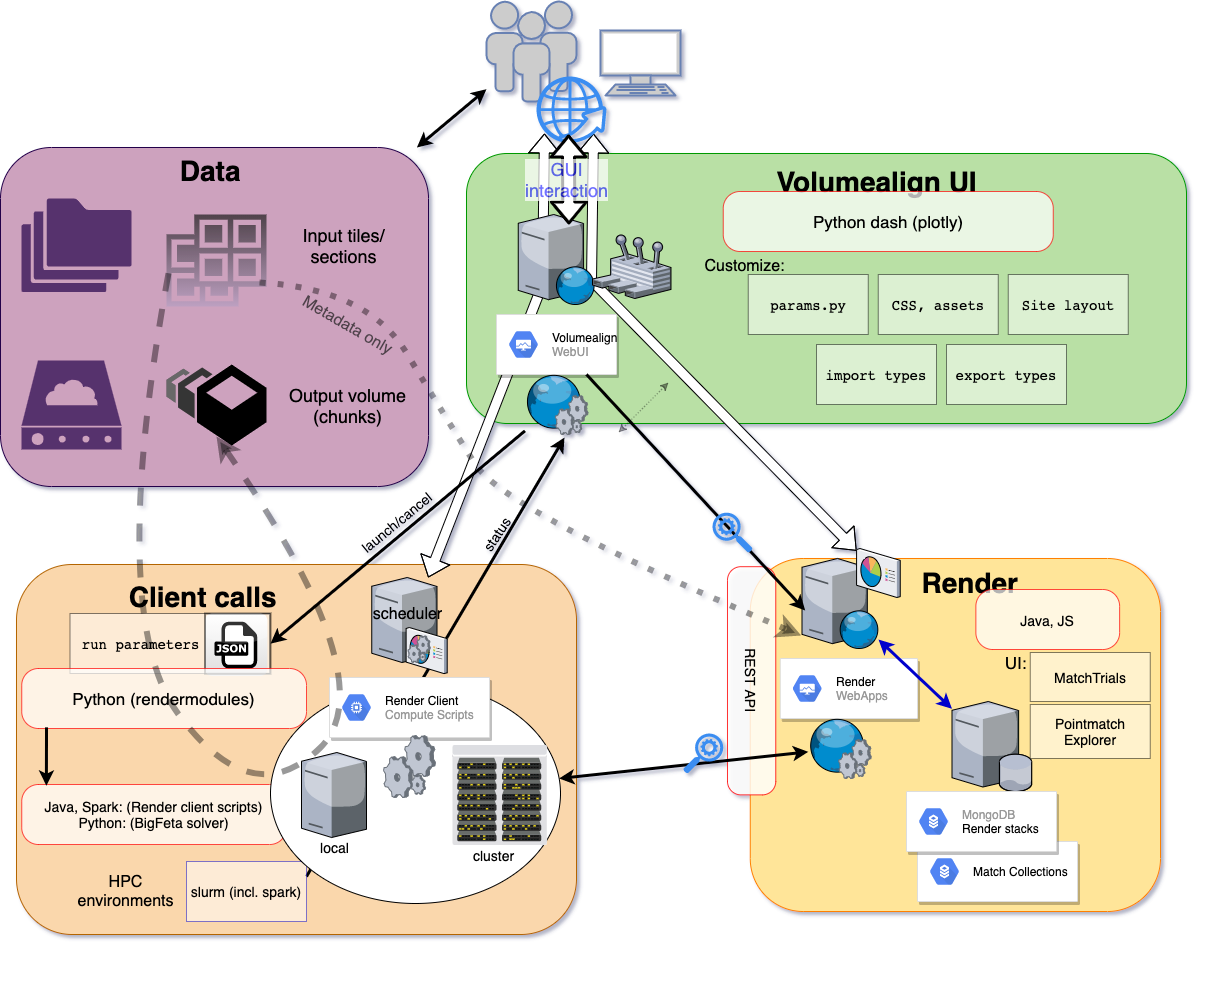 GUI
interaction
Data
Input tiles/
sections
Metadata only
Output volume
(chunks)
Volumealign UI
Python dash (plotly)
Customize:
params.py
CSS, assets
Site layout
import types
export types
Volumealign
WebUI
launch/cancel
status
Client calls
run parameters
JSON
scheduler
Python (rendermodules)
Render Client
Compute Scripts
Java, Spark: (Render client scripts)
Python: (BigFeta solver)
local
cluster
HPC
environments
slurm (incl. spark)
Render
Java, JS
REST API
UI:
MatchTrials
Pointmatch
Explorer
Render
WebApps
MongoDB
Render stacks
Match Collections